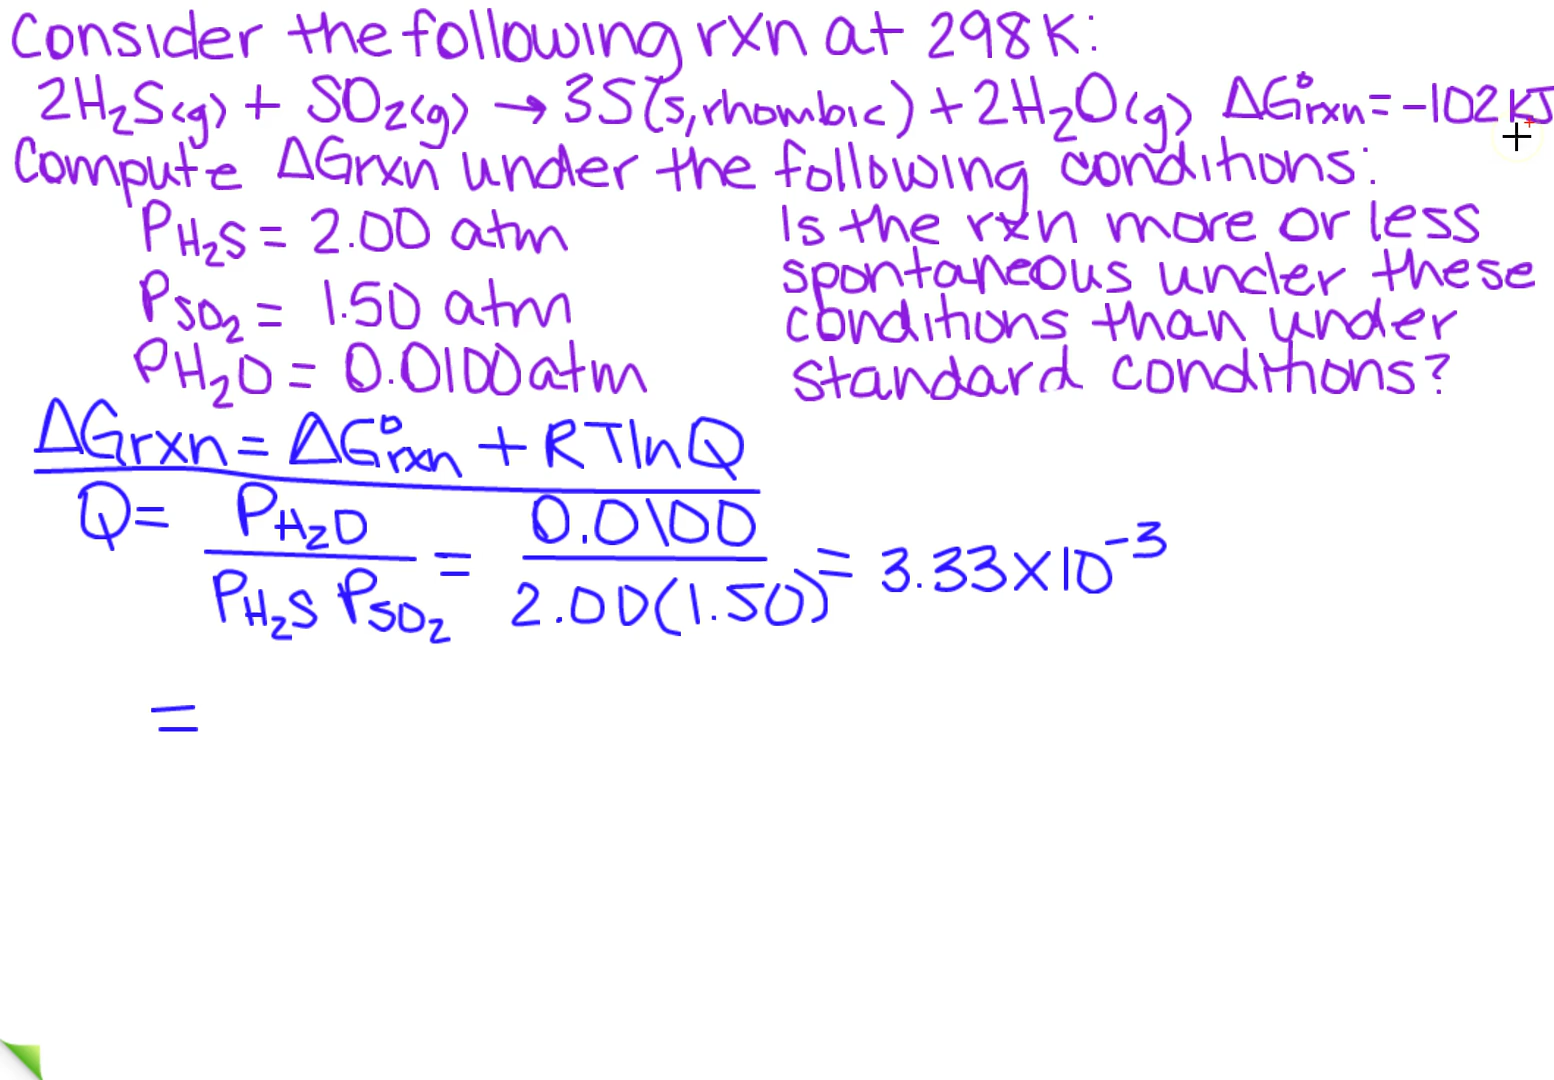 Consider the following rxn at 298K:
2H₂S(g) + SO₂(g) → 3S(s,rhombic) + 2H₂O(g) ΔG°rxn = -102 KJ
Compute ΔGrxn under the following conditions:
PH₂S = 2.00 atm
PSO₂ = 1.50 atm
PH₂O = 0.0100 atm
Is the rxn more or less
spontaneous under these
conditions than under
standard conditions?
ΔGrxn = ΔG°rxn + RTlnQ
Q = PH₂O / PH₂S PSO₂ = 0.0100 / 2.00(1.50) = 3.33×10⁻³
=